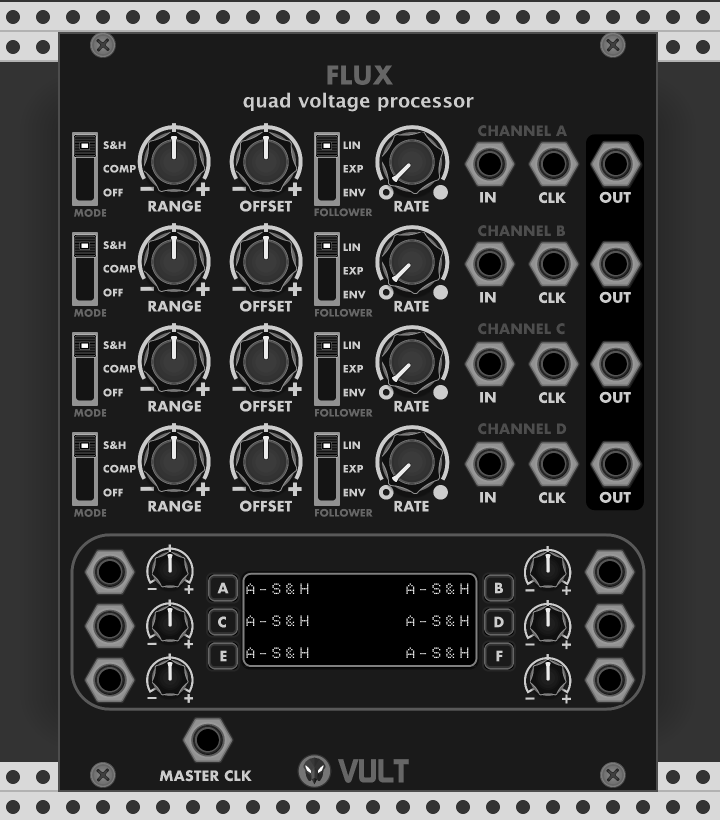 FLUX
quad voltage processor
CHANNEL A
S&H
COMP
OFF
MODE
RANGE
OFFSET
LIN
EXP
ENV
FOLLOWER
RATE
IN
CLK
OUT
CHANNEL B
S&H
COMP
OFF
MODE
RANGE
OFFSET
LIN
EXP
ENV
FOLLOWER
RATE
IN
CLK
OUT
CHANNEL C
S&H
COMP
OFF
MODE
RANGE
OFFSET
LIN
EXP
ENV
FOLLOWER
RATE
IN
CLK
OUT
CHANNEL D
S&H
COMP
OFF
MODE
RANGE
OFFSET
LIN
EXP
ENV
FOLLOWER
RATE
IN
CLK
OUT
A A-S&H A-S&H B
C A-S&H A-S&H D
E A-S&H A-S&H F
MASTER CLK
VULT